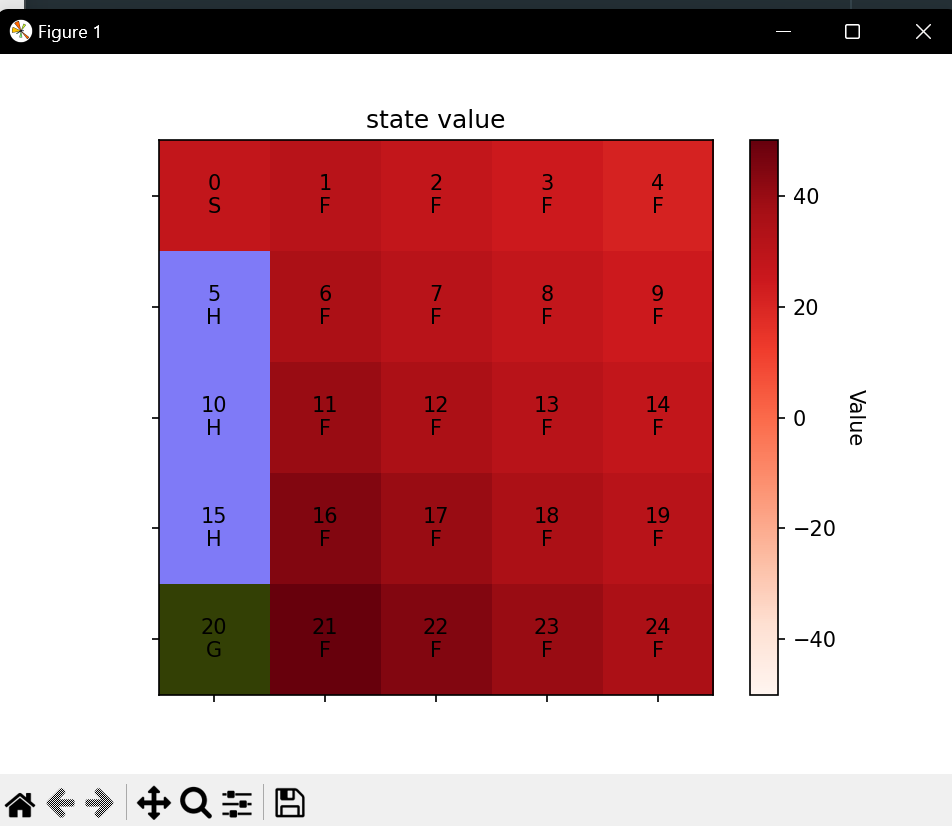 Figure 1
state value
0 1 2 3 4
S F F F F
5 6 7 8 9
H F F F F
10 11 12 13 14
H F F F F
15 16 17 18 19
H F F F F
20 21 22 23 24
G F F F F
40
20
0
−20
−40
Value